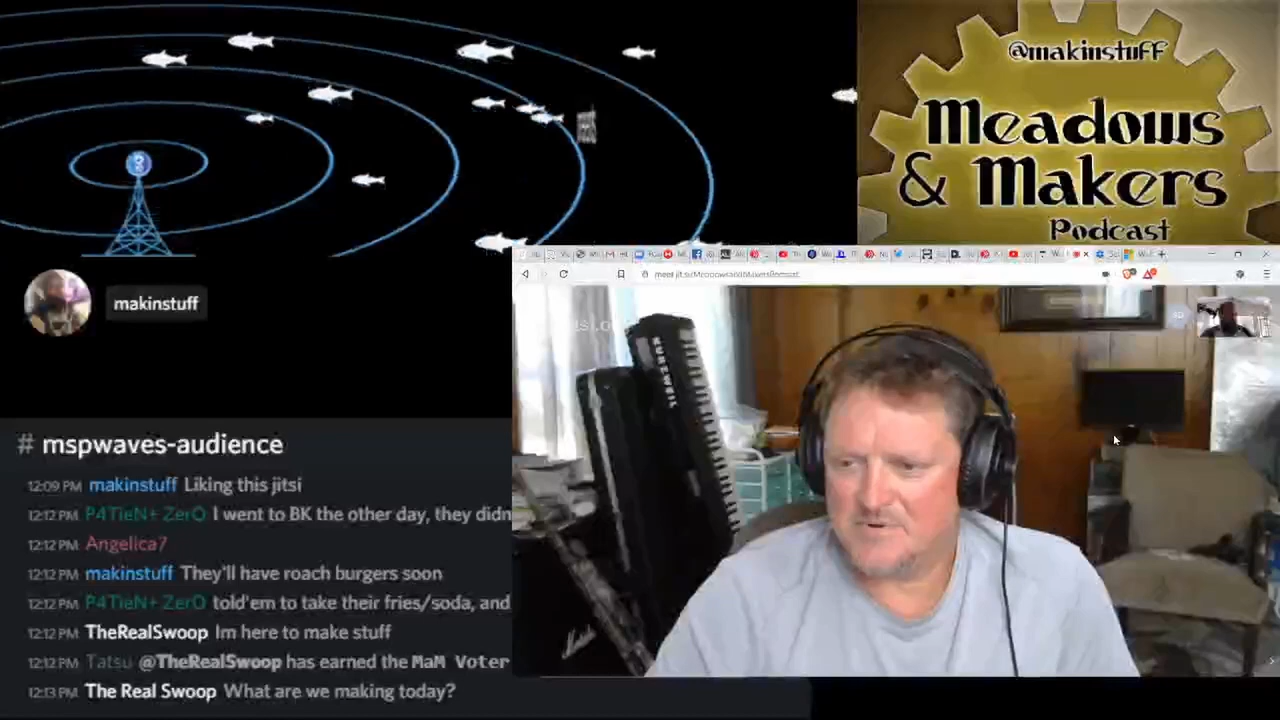 @makinstuff
Meadows
& Makers
Podcast
makinstuff
# mspwaves-audience
12:09 PM makinstuff Liking this jitsi
12:12 PM P4TieN+ ZerO I went to BK the other day, they didn
12:12 PM Angelica7
12:12 PM makinstuff They'll have roach burgers soon
12:12 PM P4TieN+ ZerO told'em to take their fries/soda, and
12:12 PM TheRealSwoop Im here to make stuff
12:12 PM Tatsu @TheRealSwoop has earned the MaM Voter
12:13 PM The Real Swoop What are we making today?
KURZWEIL
Marshall